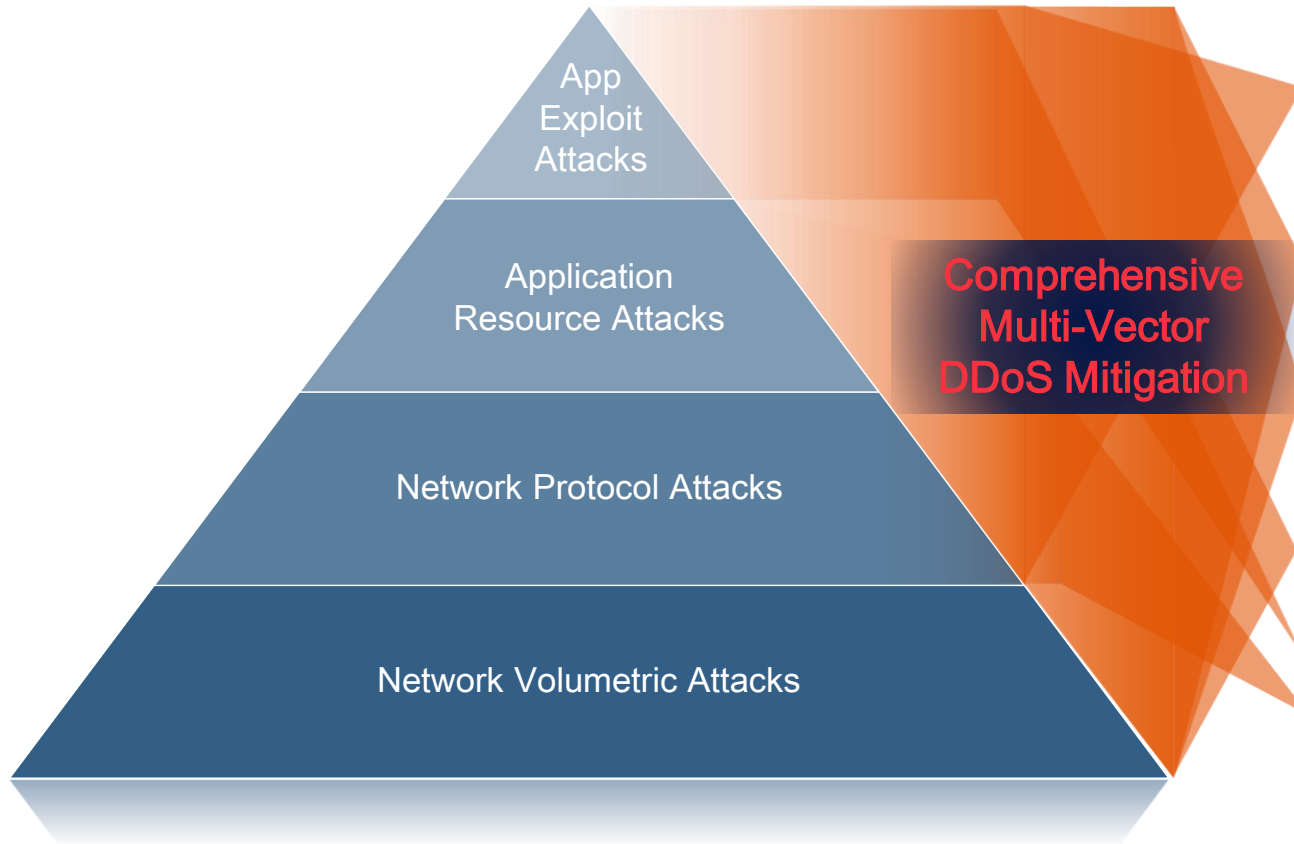 App
Exploit
Attacks
Application
Resource Attacks
Comprehensive
Multi-Vector
DDoS Mitigation
Network Protocol Attacks
Network Volumetric Attacks